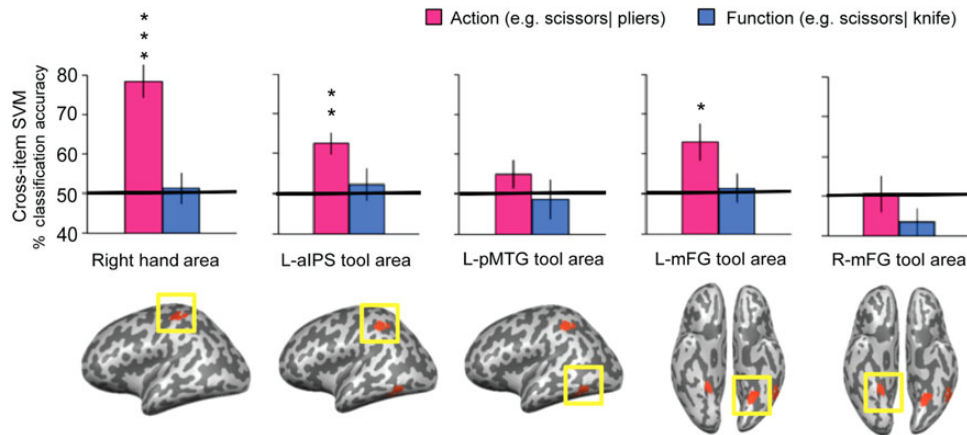 Action (e.g. scissors| pliers) Function (e.g. scissors| knife)
* * *
* *
*
Cross-item SVM
% classification accuracy
80
70
60
50
40
Right hand area L-aIPS tool area L-pMTG tool area L-mFG tool area R-mFG tool area